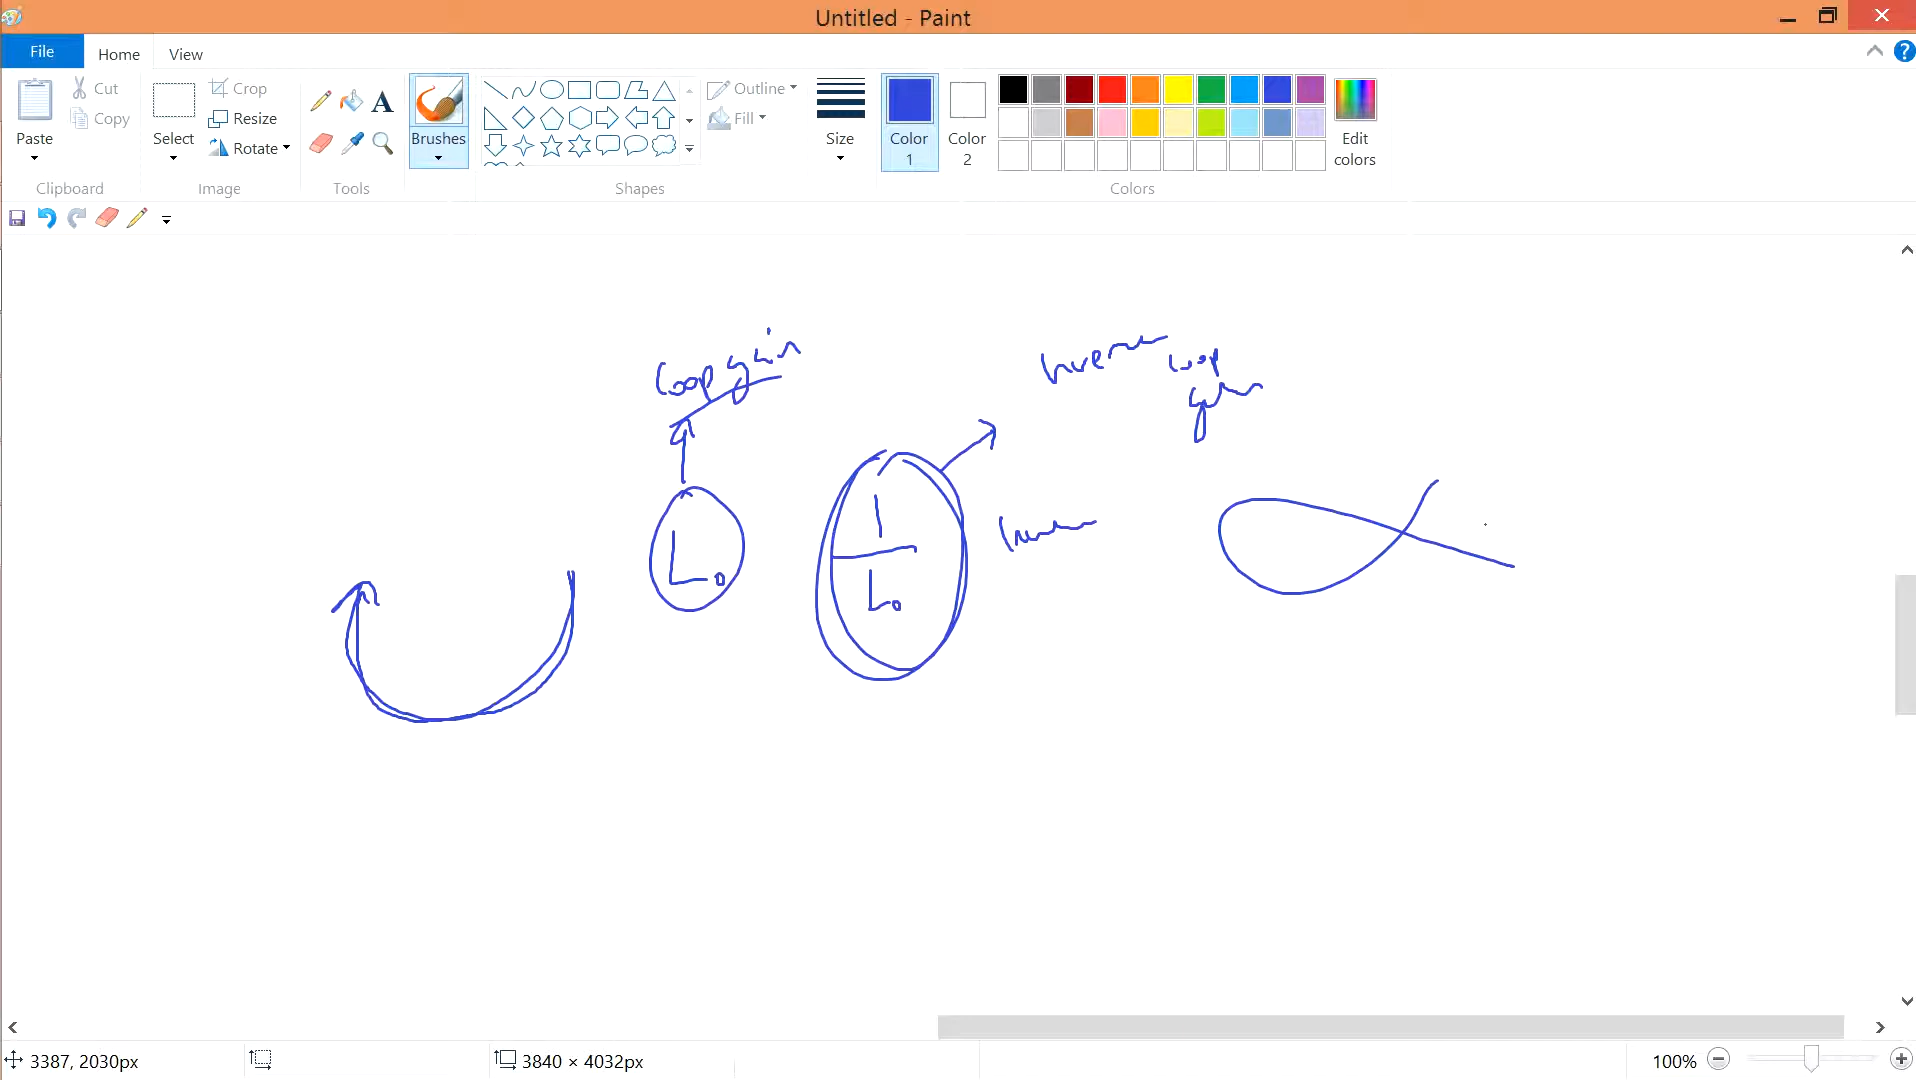 Untitled - Paint
File Home View
Paste
Cut
Copy
Clipboard
Select
Crop
Resize
Rotate
Image
Tools
Brushes
Shapes
Outline
Fill
Size
Color 1
Color 2
Edit colors
Colors
Loop gain
Inverse loop
gain
L0
1
L0
3387, 2030px
3840 × 4032px
100%